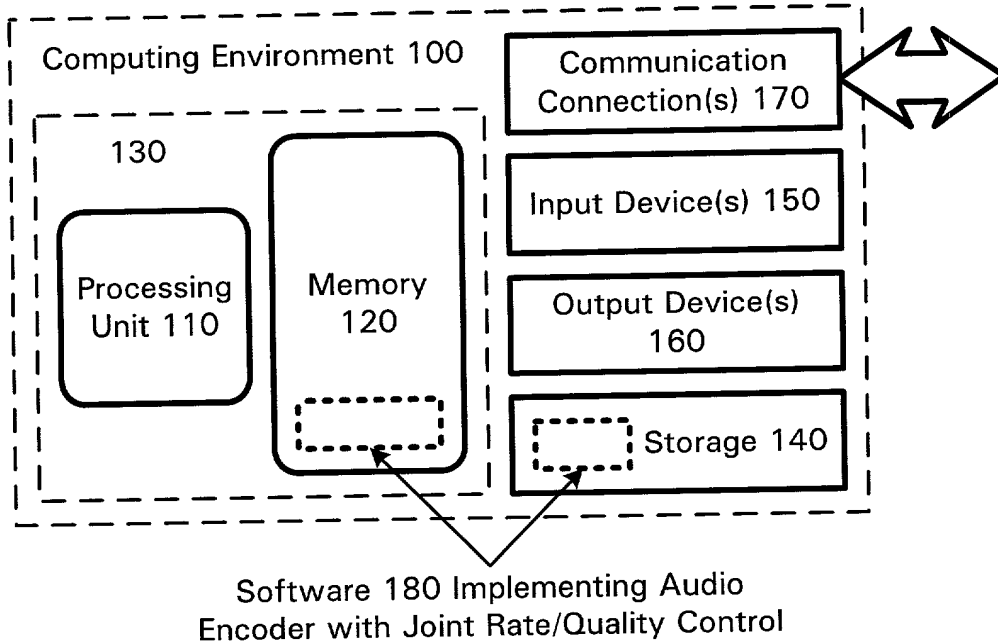 Computing Environment 100
Communication
Connection(s) 170
130
Input Device(s) 150
Processing
Unit 110
Memory
120
Output Device(s)
160
Storage 140
Software 180 Implementing Audio
Encoder with Joint Rate/Quality Control